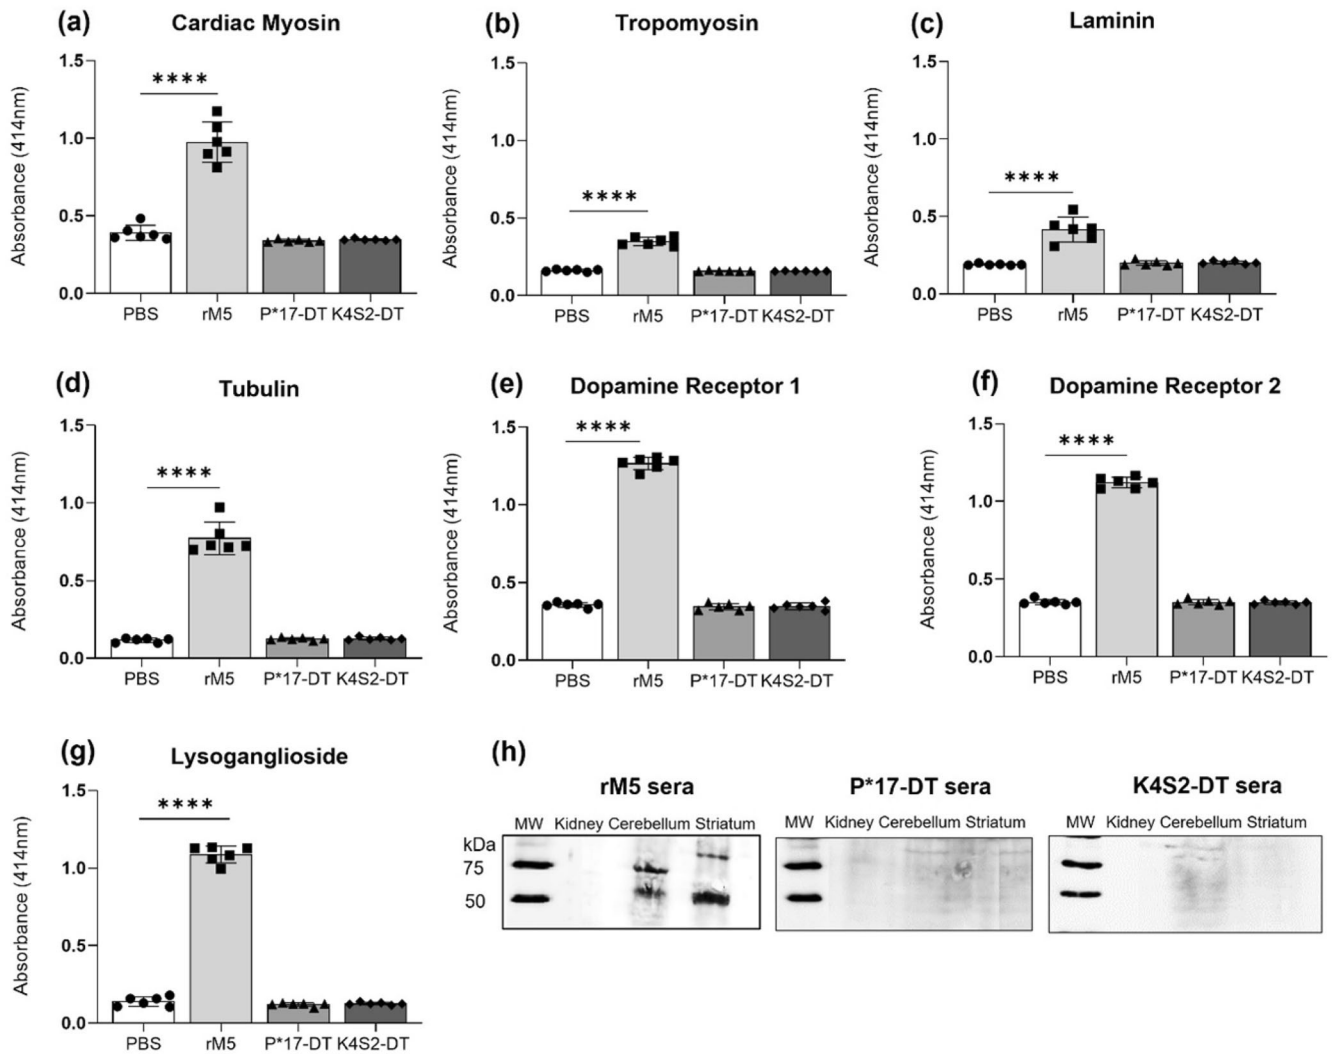 (a) Cardiac Myosin
Absorbance (414nm)
1.5
1.0
0.5
0.0
****
PBS rM5 P*17-DT K4S2-DT
(b) Tropomyosin
Absorbance (414nm)
1.5
1.0
0.5
0.0
****
PBS rM5 P*17-DT K4S2-DT
(c) Laminin
Absorbance (414nm)
1.5
1.0
0.5
0.0
****
PBS rM5 P*17-DT K4S2-DT
(d) Tubulin
Absorbance (414nm)
1.5
1.0
0.5
0.0
****
PBS rM5 P*17-DT K4S2-DT
(e) Dopamine Receptor 1
Absorbance (414nm)
1.5
1.0
0.5
0.0
****
PBS rM5 P*17-DT K4S2-DT
(f) Dopamine Receptor 2
Absorbance (414nm)
1.5
1.0
0.5
0.0
****
PBS rM5 P*17-DT K4S2-DT
(g) Lysoganglioside
Absorbance (414nm)
1.5
1.0
0.5
0.0
****
PBS rM5 P*17-DT K4S2-DT
(h)
rM5 sera
MW Kidney Cerebellum Striatum
kDa
75
50
P*17-DT sera
MW Kidney Cerebellum Striatum
K4S2-DT sera
MW Kidney Cerebellum Striatum